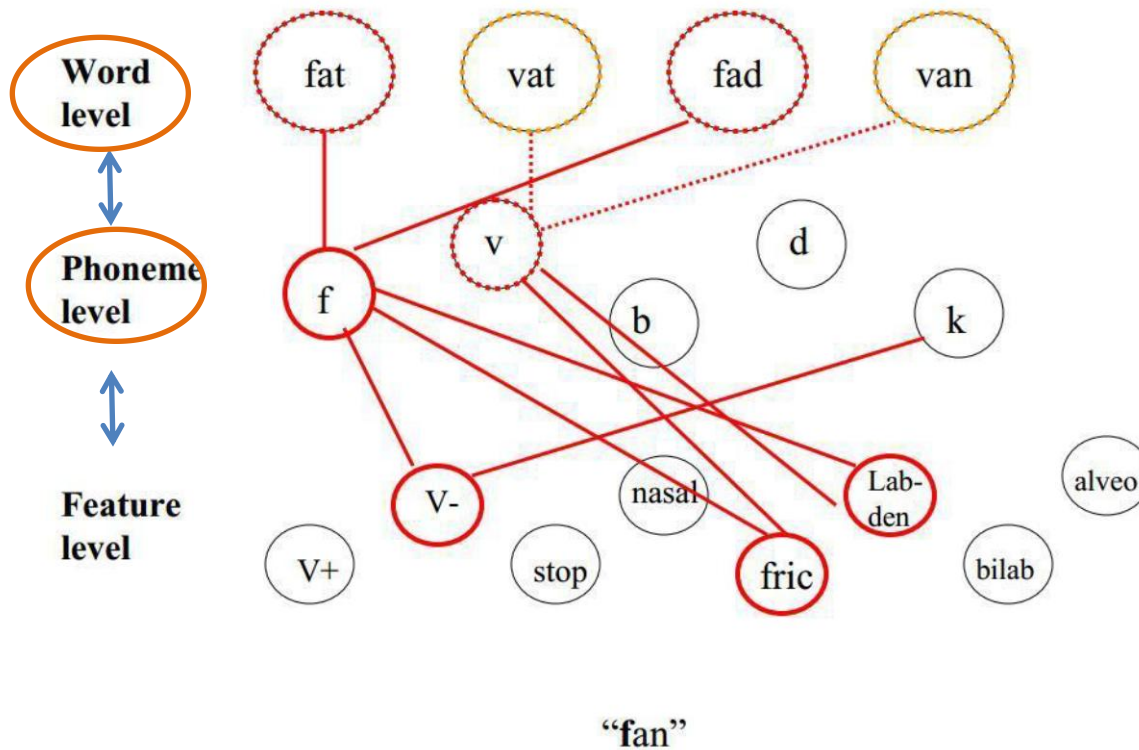 Word
level
fat
vat
fad
van
Phoneme
level
f
v
b
d
k
Feature
level
V+
V-
stop
nasal
fric
Lab-
den
bilab
alveo
“fan”